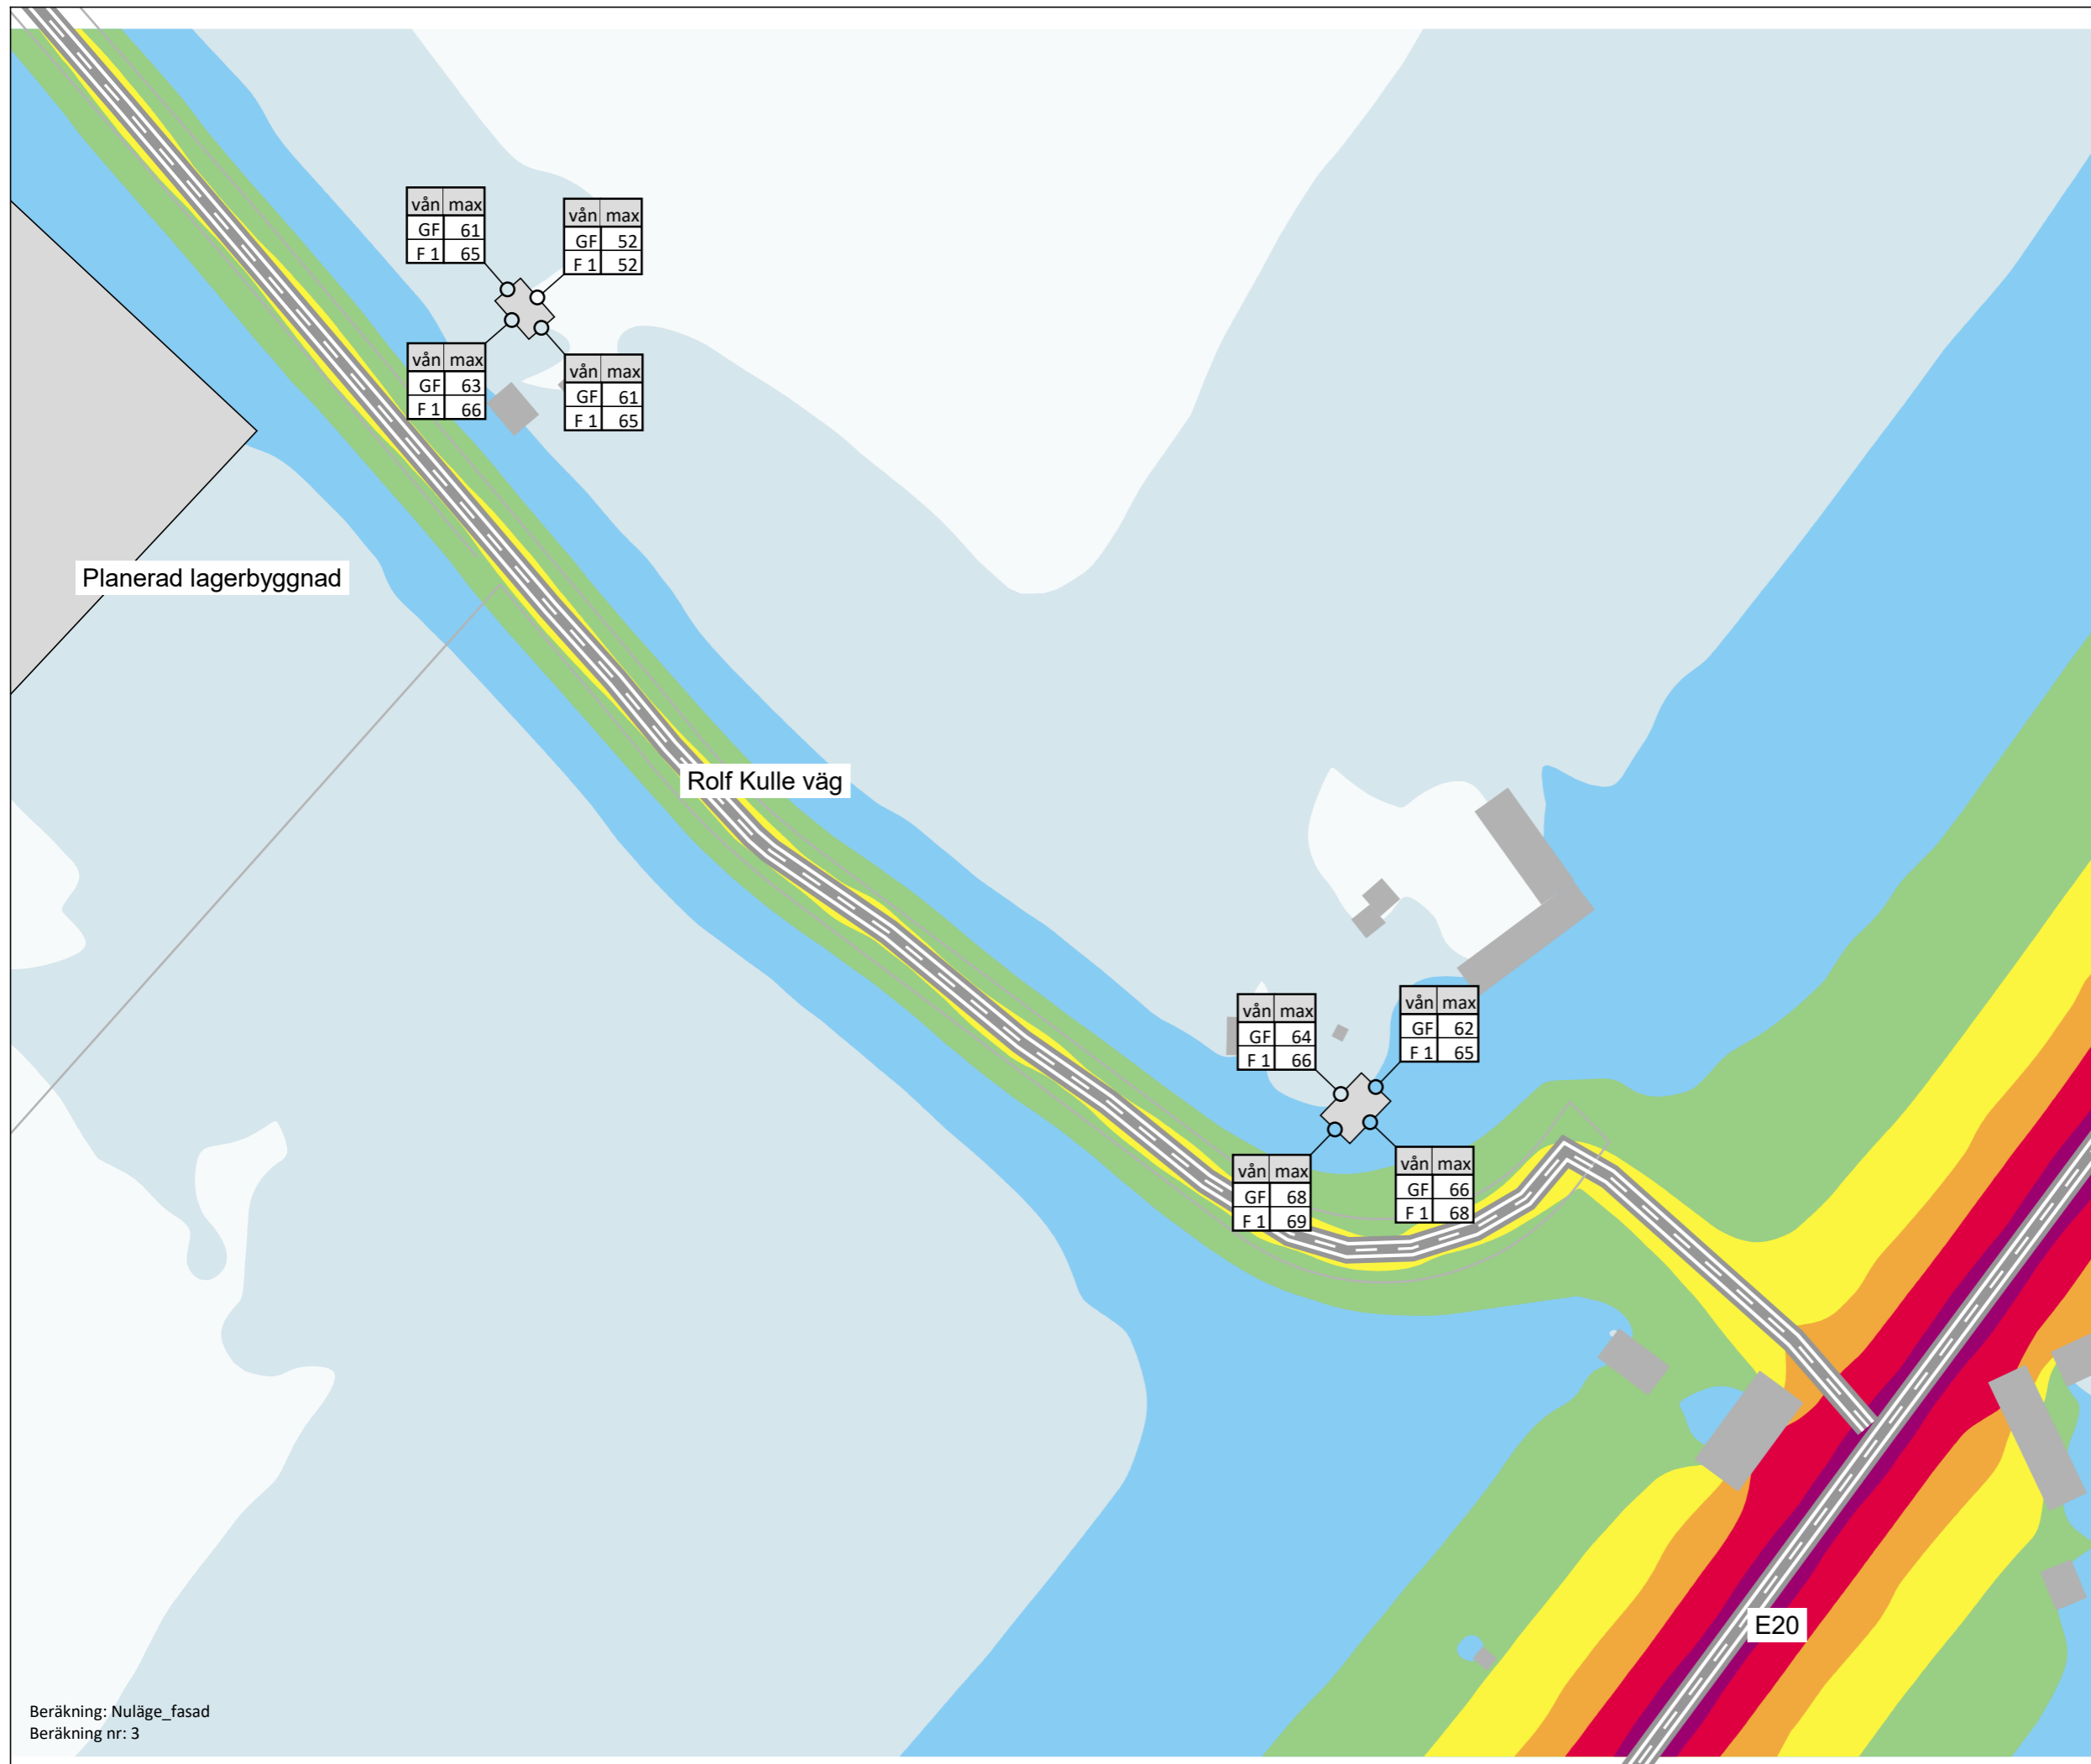 vån max
GF 61
F 1 65
vån max
GF 52
F 1 52
vån max
GF 63
F 1 66
vån max
GF 61
F 1 65
Planerad lagerbyggnad
Rolf Kulle väg
vån max
GF 64
F 1 66
vån max
GF 62
F 1 65
vån max
GF 68
F 1 69
vån max
GF 66
F 1 68
E20
Beräkning: Nuläge_fasad
Beräkning nr: 3